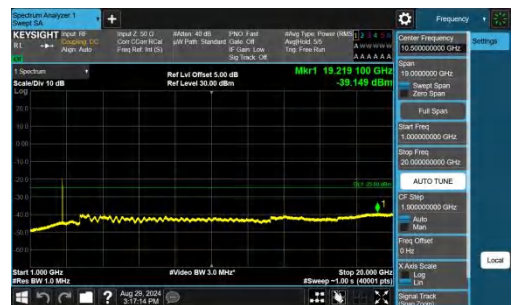 Spectrum Analyzer 1
Swept SA
+
Frequency
KEYSIGHT
Input: RF
Coupling: DC
Align: Auto
Input Z: 50 Ω
Corr CCorr RCal
Freq Ref: Int (S)
#Atten: 40 dB
µW Path: Standard
PNO: Fast
Gate: Off
IF Gain: Low
Sig Track: Off
#Avg Type: Power (RMS)
Avg|Hold: 5/5
Trig: Free Run
A W W W W W
A A A A A A
1 Spectrum
Scale/Div 10 dB
Log
Ref Lvl Offset 5.00 dB
Ref Level 30.00 dBm
Mkr1 19.219 100 GHz
-39.149 dBm
1
Start 1.000 GHz
#Res BW 1.0 MHz
#Video BW 3.0 MHz*
Stop 20.000 GHz
#Sweep ~1.00 s (40001 pts)
Aug 29, 2024
3:17:14 PM
Center Frequency
10.500000000 GHz
Settings
Span
19.0000000 GHz
Swept Span
Zero Span
Full Span
Start Freq
1.000000000 GHz
Stop Freq
20.000000000 GHz
AUTO TUNE
CF Step
1.900000000 GHz
Auto
Man
Freq Offset
0 Hz
X Axis Scale
Log
Lin
Local
Signal Track